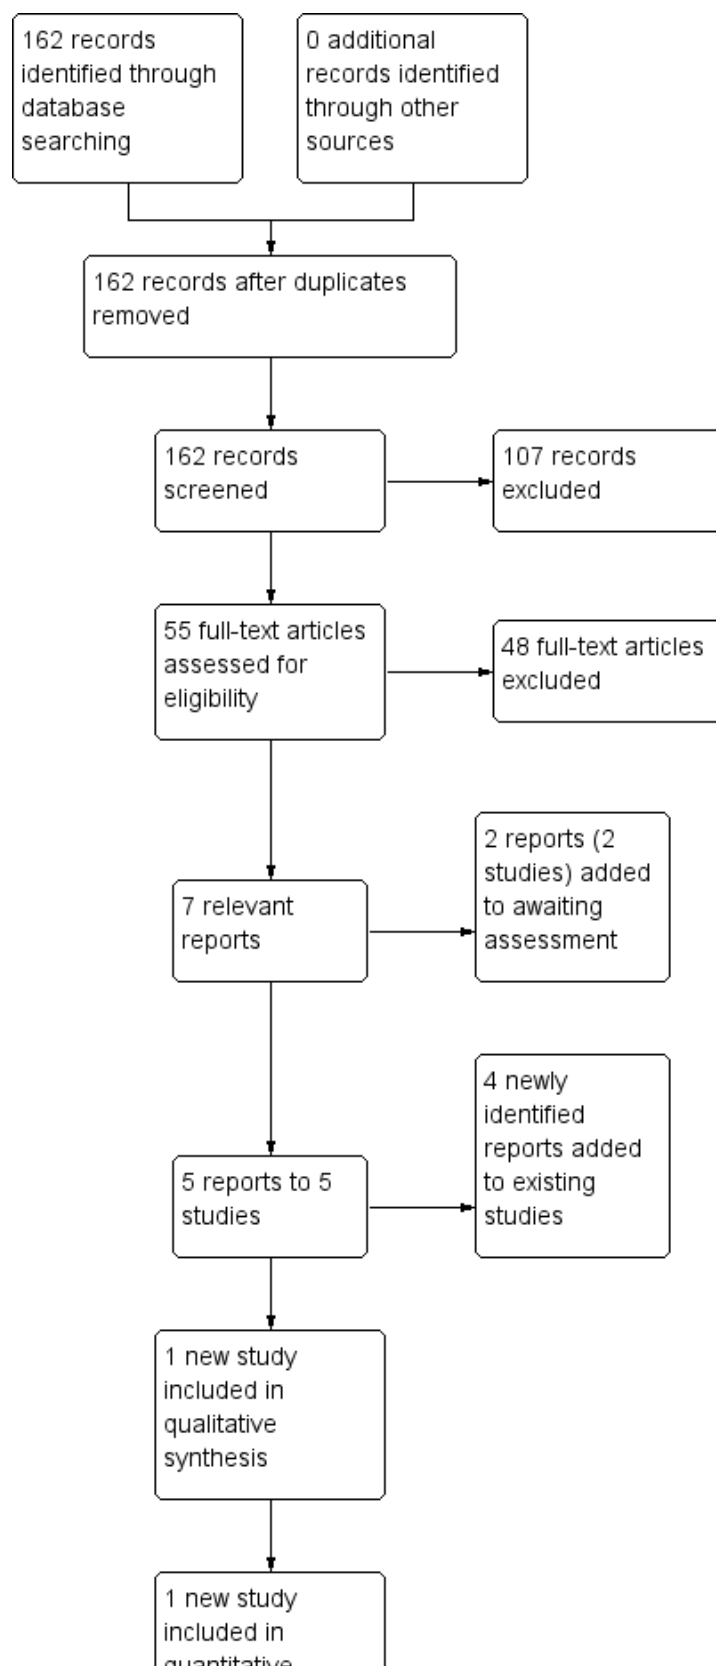 162 records
identified through
database
searching
0 additional
records identified
through other
sources
162 records after duplicates
removed
162 records
screened
107 records
excluded
55 full-text articles
assessed for
eligibility
48 full-text articles
excluded
7 relevant
reports
2 reports (2
studies) added
to awaiting
assessment
5 reports to 5
studies
4 newly
identified
reports added
to existing
studies
1 new study
included in
qualitative
synthesis
1 new study
included in
quantitative